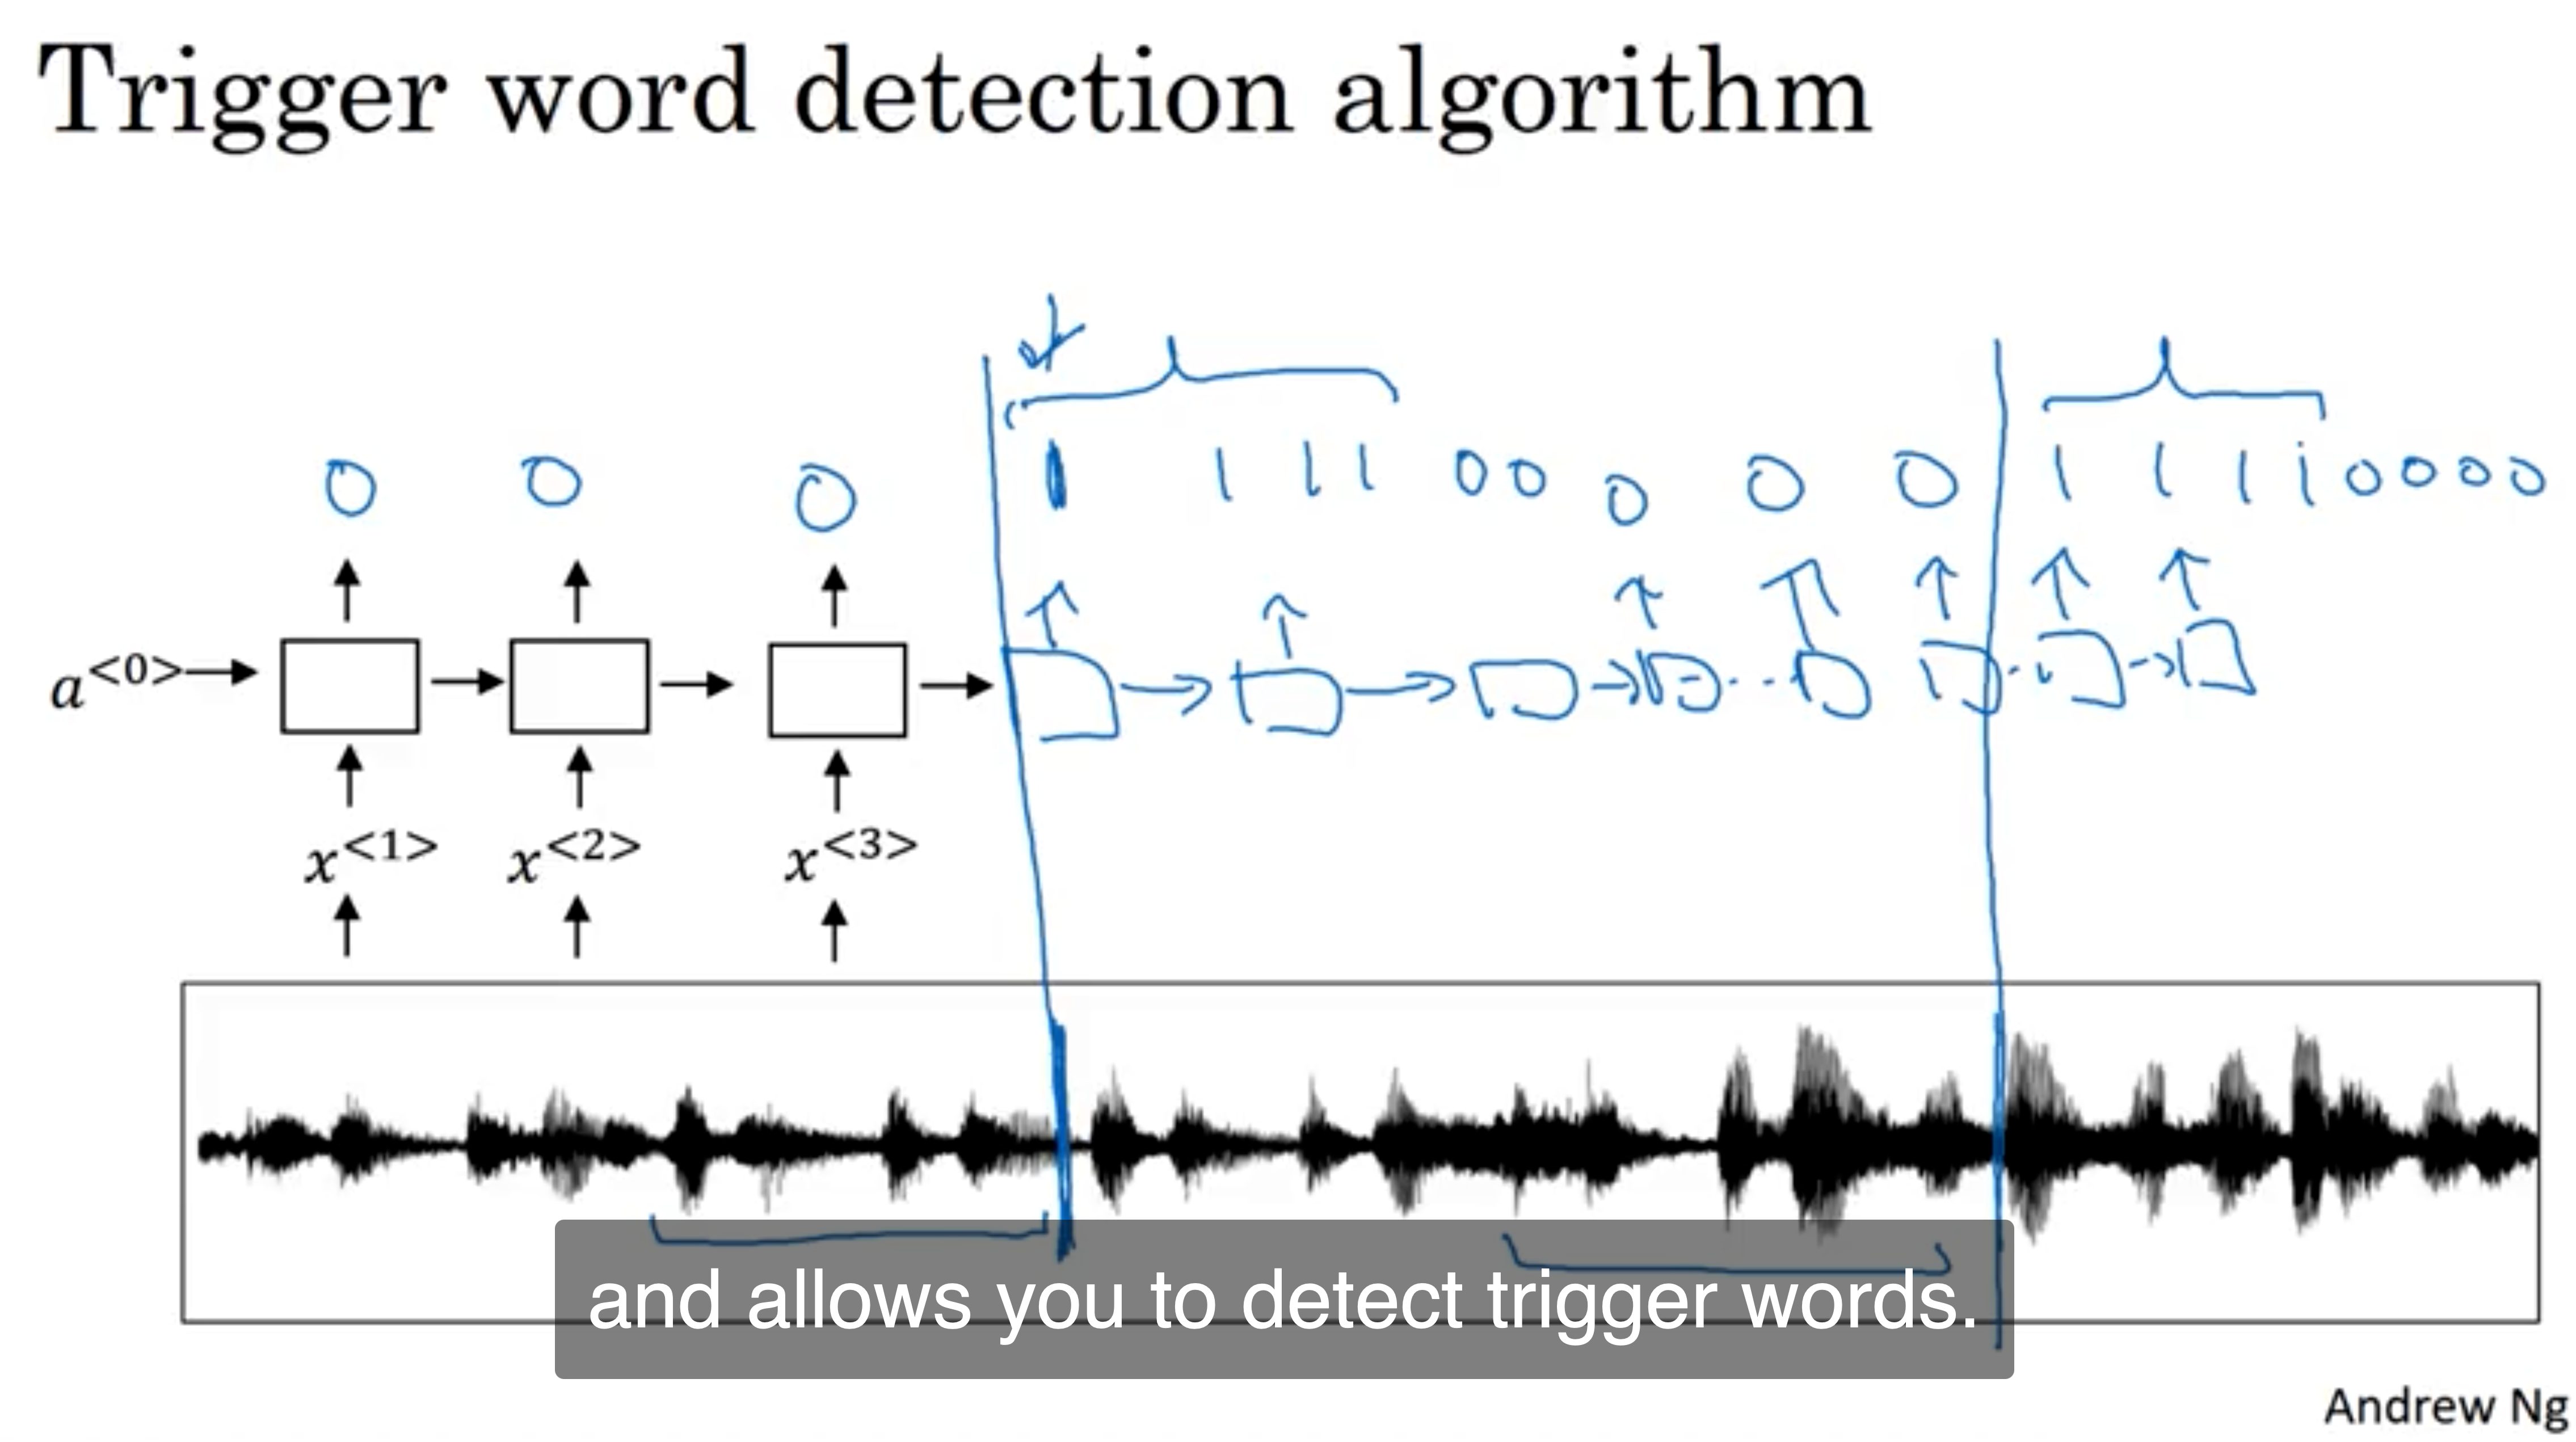 Trigger word detection algorithm
0 0 0 1 1 1 1 0 0 0 0 0 1 1 1 1 0 0 0 0
a<0>
x<1> x<2> x<3>
and allows you to detect trigger words.
Andrew Ng